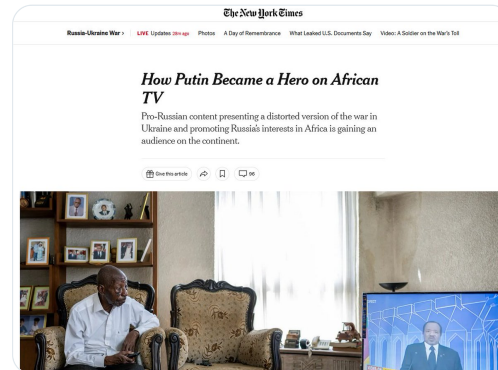 The New York Times
Russia-Ukraine War › LIVE Updates 28m ago Photos A Day of Remembrance What Leaked U.S. Documents Say Video: A Soldier on the War's Toll
How Putin Became a Hero on African
TV
Pro-Russian content presenting a distorted version of the war in
Ukraine and promoting Russia's interests in Africa is gaining an
audience on the continent.
Give this article 98